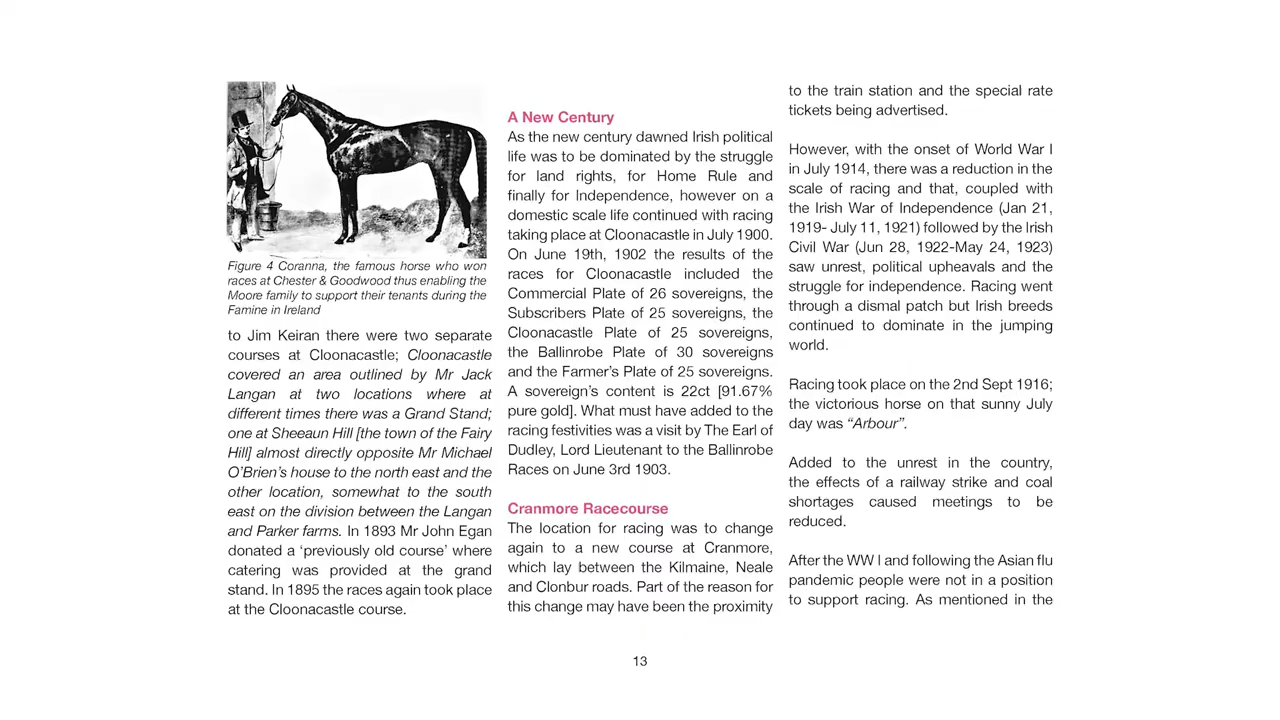 Figure 4 Coranna, the famous horse who won
races at Chester & Goodwood thus enabling the
Moore family to support their tenants during the
Famine in Ireland
to Jim Keiran there were two separate
courses at Cloonacastle; Cloonacastle
covered an area outlined by Mr Jack
Langan at two locations where at
different times there was a Grand Stand;
one at Sheeaun Hill [the town of the Fairy
Hill] almost directly opposite Mr Michael
O’Brien’s house to the north east and the
other location, somewhat to the south
east on the division between the Langan
and Parker farms. In 1893 Mr John Egan
donated a ‘previously old course’ where
catering was provided at the grand
stand. In 1895 the races again took place
at the Cloonacastle course.
A New Century
As the new century dawned Irish political
life was to be dominated by the struggle
for land rights, for Home Rule and
finally for Independence, however on a
domestic scale life continued with racing
taking place at Cloonacastle in July 1900.
On June 19th, 1902 the results of the
races for Cloonacastle included the
Commercial Plate of 26 sovereigns, the
Subscribers Plate of 25 sovereigns, the
Cloonacastle Plate of 25 sovereigns,
the Ballinrobe Plate of 30 sovereigns
and the Farmer’s Plate of 25 sovereigns.
A sovereign’s content is 22ct [91.67%
pure gold]. What must have added to the
racing festivities was a visit by The Earl of
Dudley, Lord Lieutenant to the Ballinrobe
Races on June 3rd 1903.
Cranmore Racecourse
The location for racing was to change
again to a new course at Cranmore,
which lay between the Kilmaine, Neale
and Clonbur roads. Part of the reason for
this change may have been the proximity
to the train station and the special rate
tickets being advertised.
However, with the onset of World War I
in July 1914, there was a reduction in the
scale of racing and that, coupled with
the Irish War of Independence (Jan 21,
1919- July 11, 1921) followed by the Irish
Civil War (Jun 28, 1922-May 24, 1923)
saw unrest, political upheavals and the
struggle for independence. Racing went
through a dismal patch but Irish breeds
continued to dominate in the jumping
world.
Racing took place on the 2nd Sept 1916;
the victorious horse on that sunny July
day was “Arbour”.
Added to the unrest in the country,
the effects of a railway strike and coal
shortages caused meetings to be
reduced.
After the WW I and following the Asian flu
pandemic people were not in a position
to support racing. As mentioned in the
13